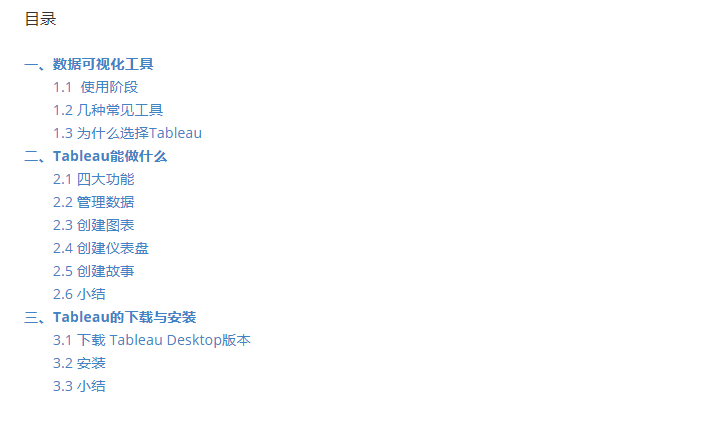 目录
一、数据可视化工具
1.1  使用阶段
1.2 几种常见工具
1.3 为什么选择Tableau
二、Tableau能做什么
2.1 四大功能
2.2 管理数据
2.3 创建图表
2.4 创建仪表盘
2.5 创建故事
2.6 小结
三、Tableau的下载与安装
3.1 下载 Tableau Desktop版本
3.2 安装
3.3 小结